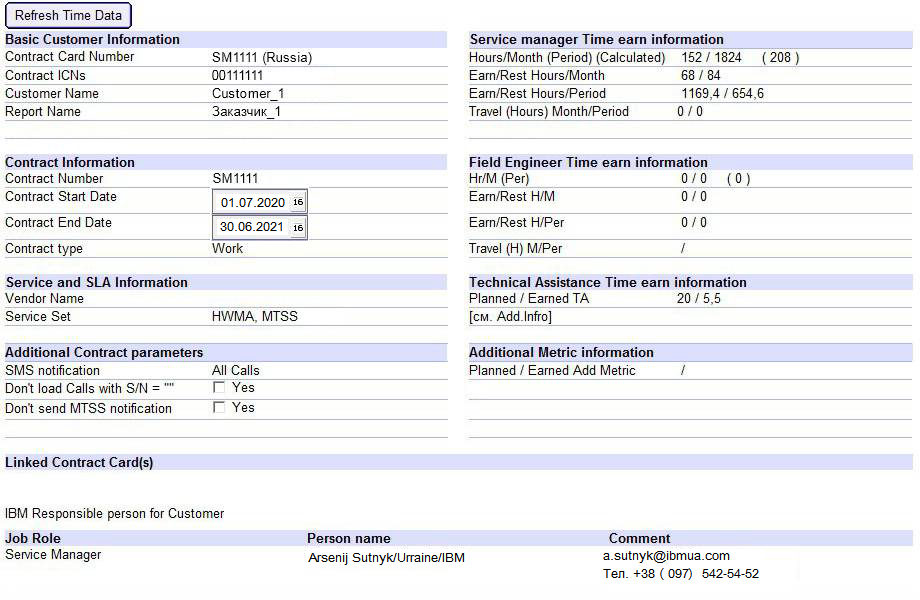 Refresh Time Data
Basic Customer Information
Contract Card Number SM1111 (Russia)
Contract ICNs 00111111
Customer Name Customer_1
Report Name Заказчик_1
Service manager Time earn information
Hours/Month (Period) (Calculated) 152 / 1824 ( 208 )
Earn/Rest Hours/Month 68 / 84
Earn/Rest Hours/Period 1169,4 / 654,6
Travel (Hours) Month/Period 0 / 0
Contract Information
Contract Number SM1111
Contract Start Date 01.07.2020 16
Contract End Date 30.06.2021 16
Contract type Work
Field Engineer Time earn information
Hr/M (Per) 0 / 0 ( 0 )
Earn/Rest H/M 0 / 0
Earn/Rest H/Per 0 / 0
Travel (H) M/Per /
Service and SLA Information
Vendor Name
Service Set HWMA, MTSS
Technical Assistance Time earn information
Planned / Earned TA 20 / 5,5
[см. Add.Infro]
Additional Contract parameters
SMS notification All Calls
Don't load Calls with S/N = "" Yes
Don't send MTSS notification Yes
Additional Metric information
Planned / Earned Add Metric /
Linked Contract Card(s)
IBM Responsible person for Customer
Job Role Person name Comment
Service Manager Arsenij Sutnyk/Urraine/IBM a.sutnyk@ibmua.com
Тел. +38 ( 097) 542-54-52